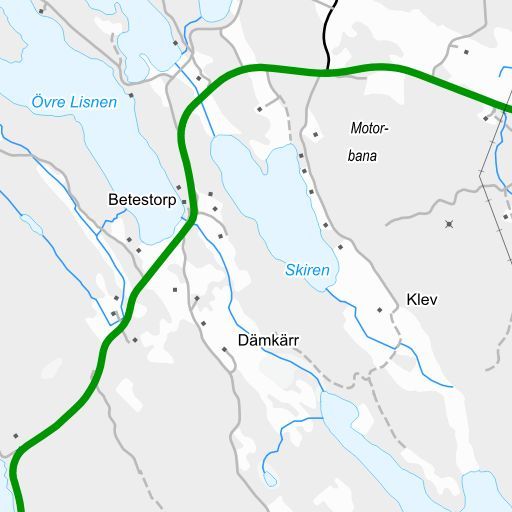 Övre Lisnen
Motor-
bana
Betestorp
Skiren
Klev
Dämkärr